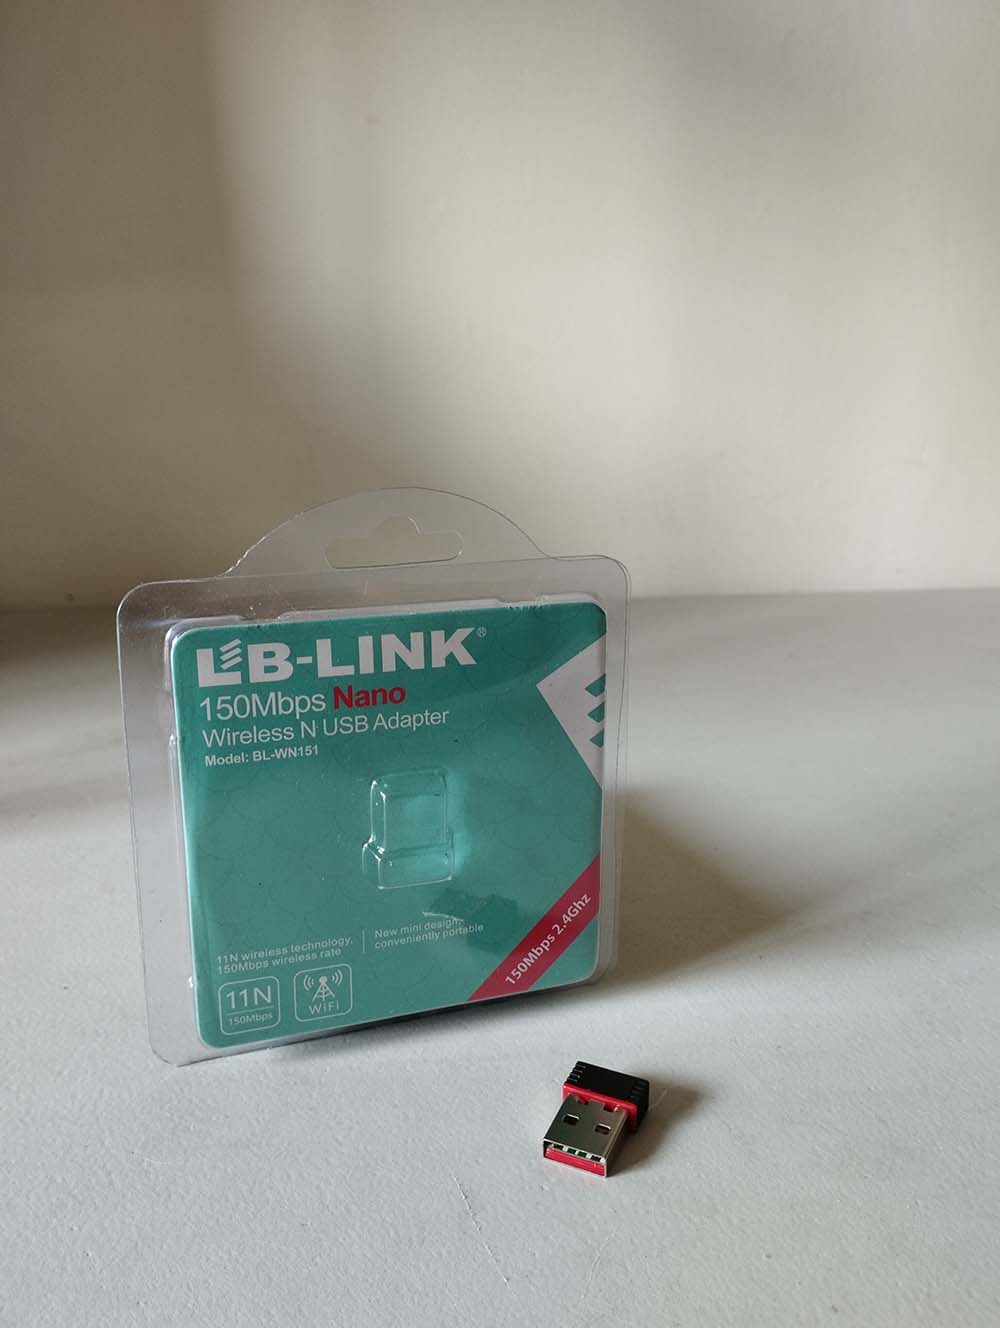 LB-LINK®
150Mbps Nano
Wireless N USB Adapter
Model: BL-WN151
11N wireless technology,
150Mbps wireless rate
New mini design,
conveniently portable
11N
150Mbps
WiFi
150Mbps 2.4Ghz